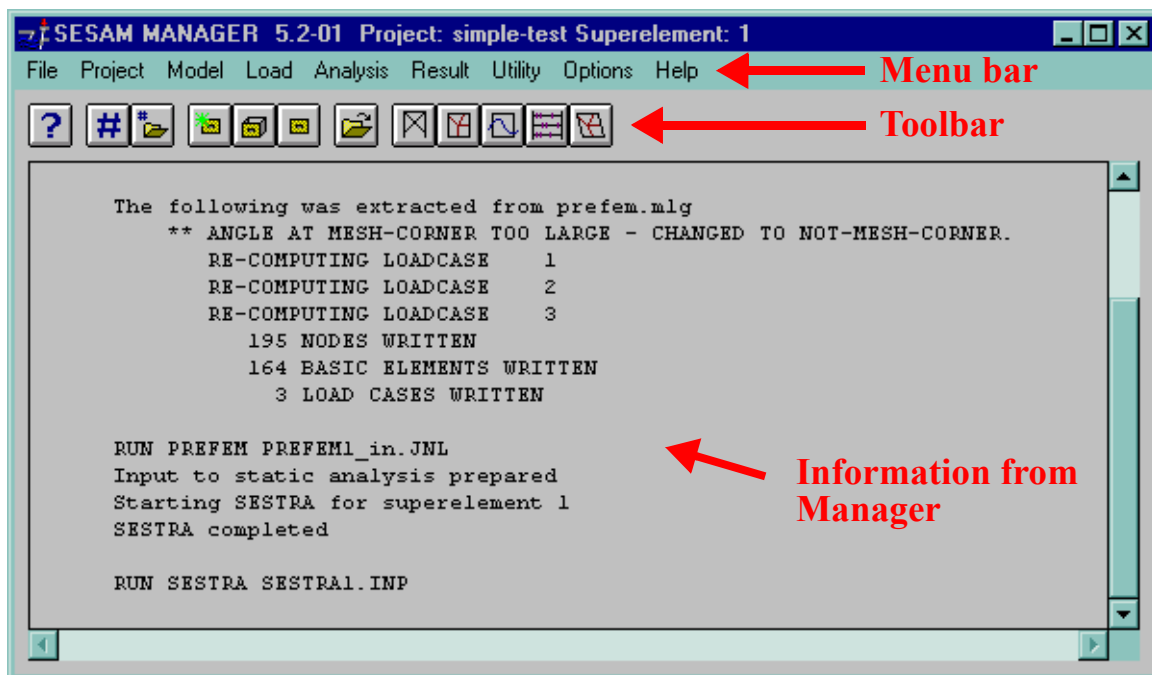 SESAM MANAGER 5.2-01 Project: simple-test Superelement: 1
File Project Model Load Analysis Result Utility Options Help
Menu bar
? # #
Toolbar
The following was extracted from prefem.mlg
** ANGLE AT MESH-CORNER TOO LARGE - CHANGED TO NOT-MESH-CORNER.
RE-COMPUTING LOADCASE 1
RE-COMPUTING LOADCASE 2
RE-COMPUTING LOADCASE 3
195 NODES WRITTEN
164 BASIC ELEMENTS WRITTEN
3 LOAD CASES WRITTEN
RUN PREFEM PREFEM1_in.JNL
Input to static analysis prepared
Starting SESTRA for superelement 1
SESTRA completed
RUN SESTRA SESTRA1.INP
Information from
Manager